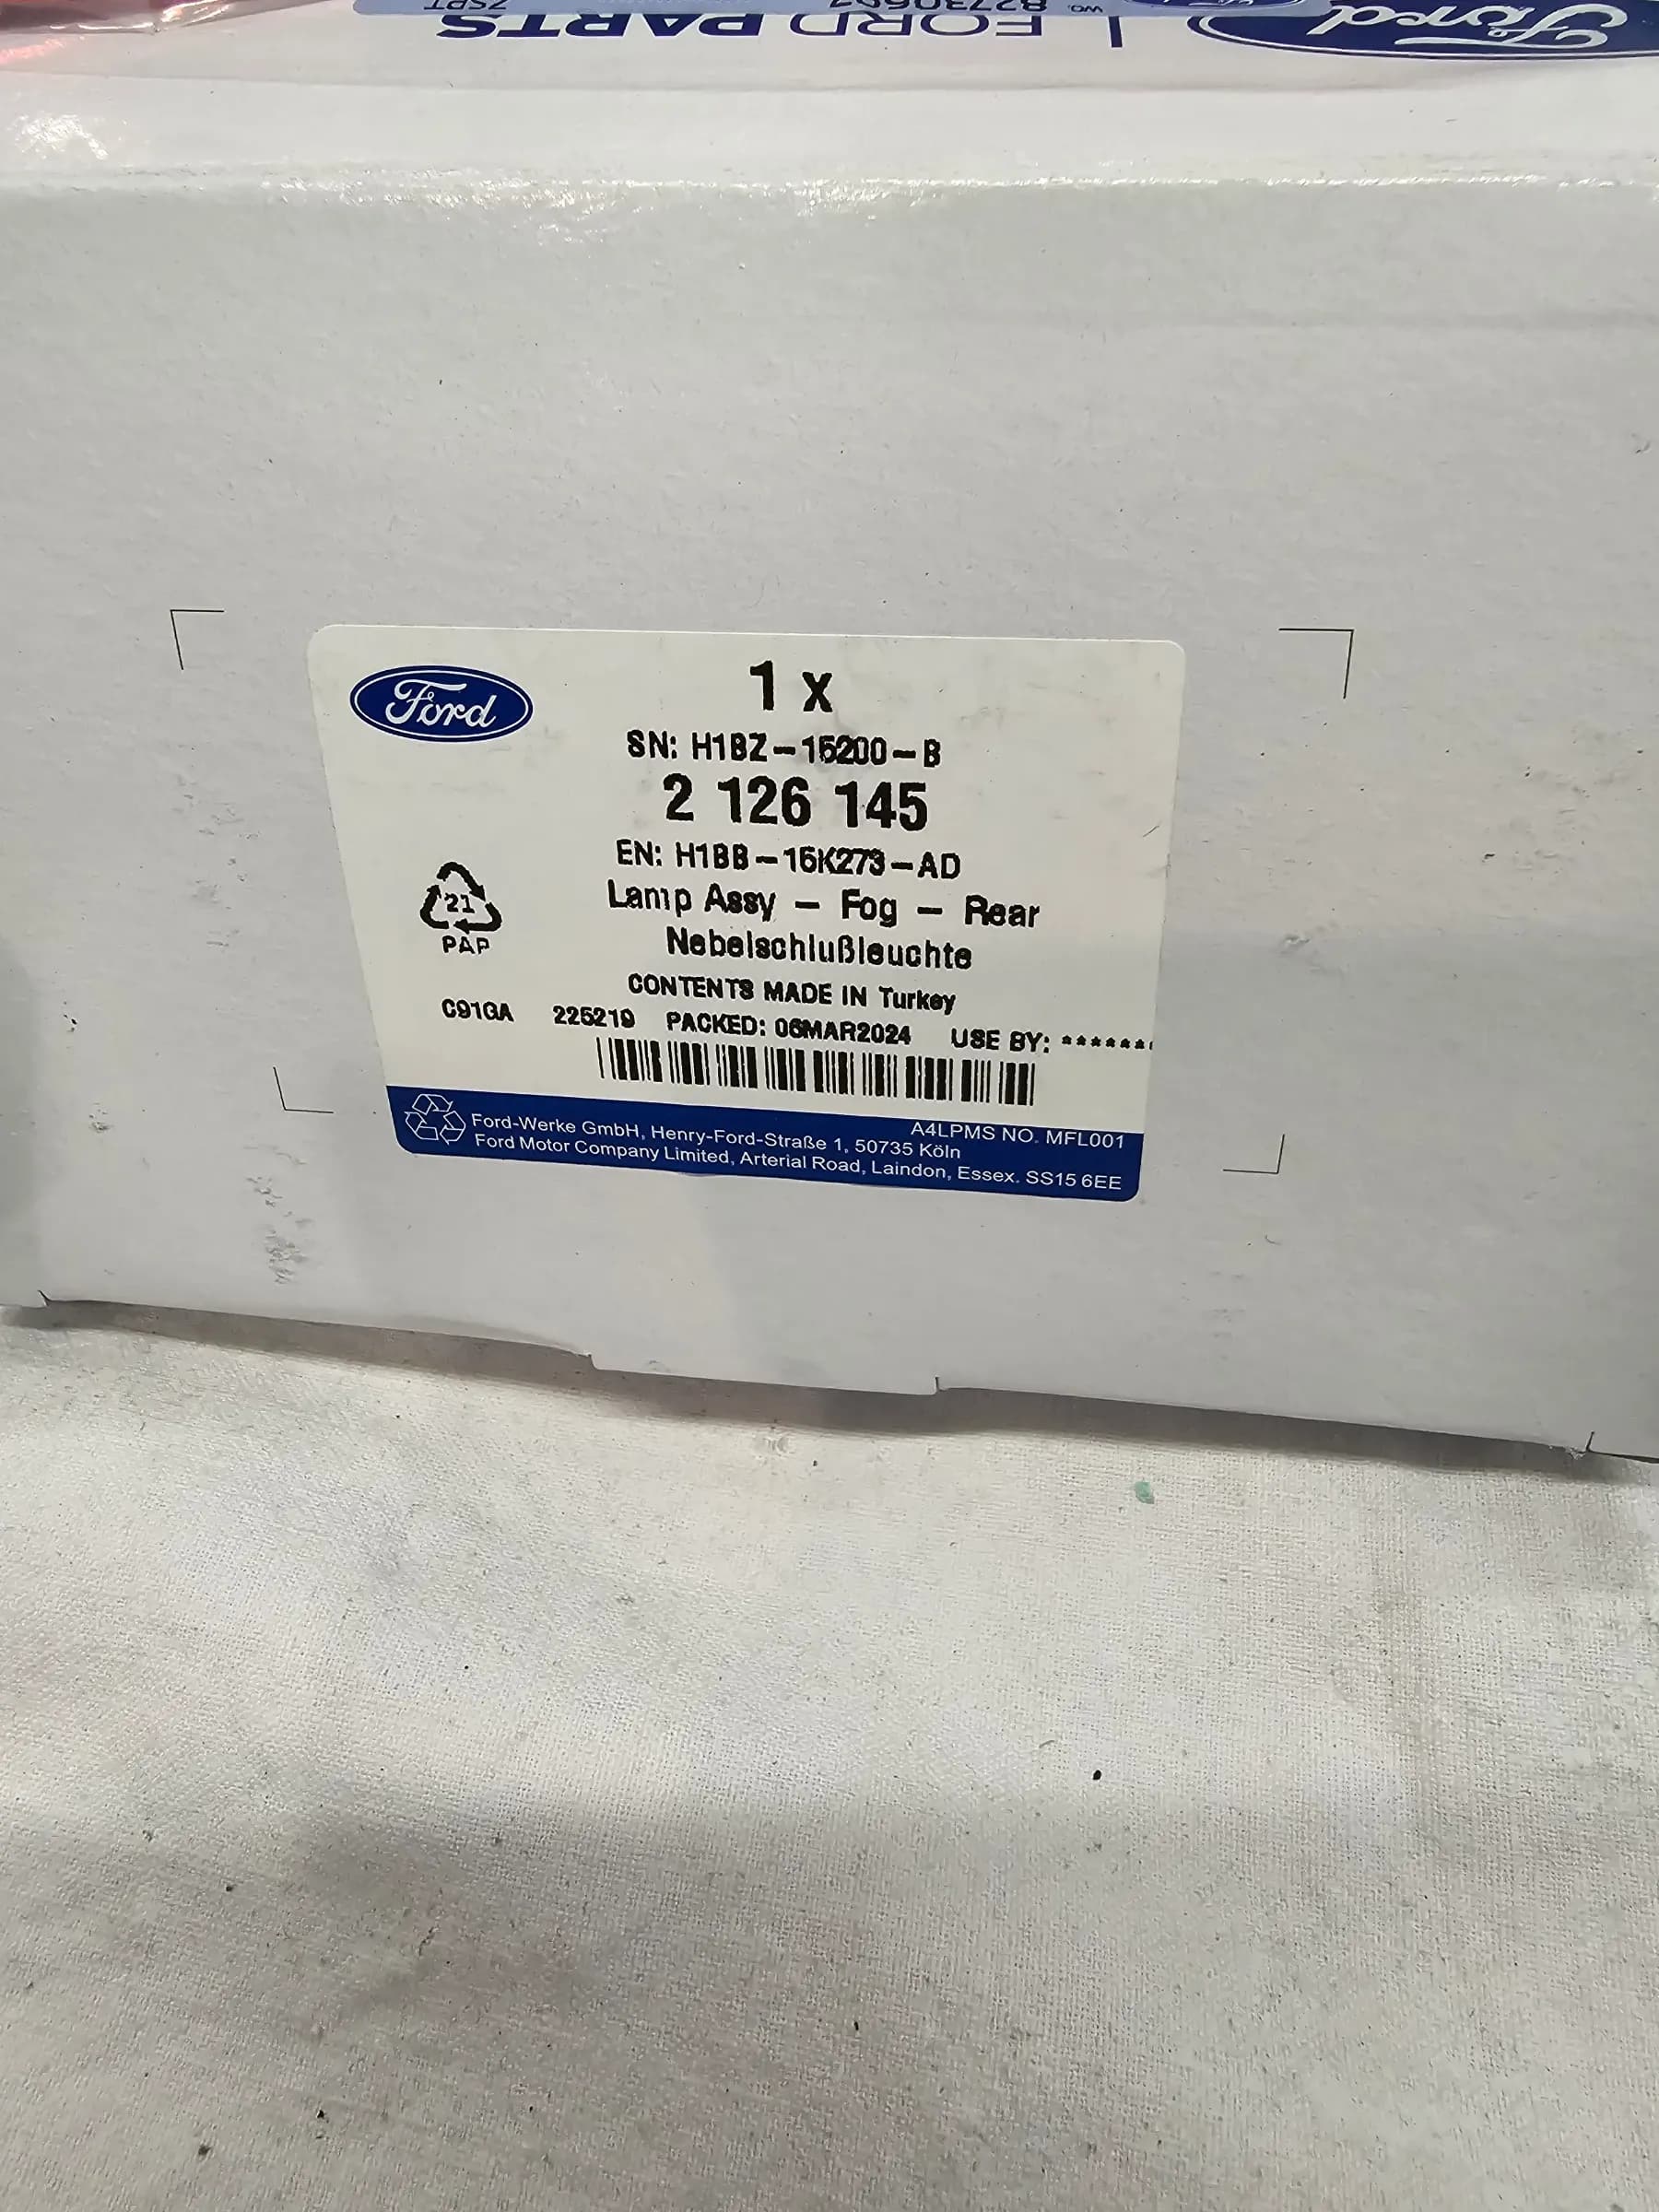 Ford
FORD PARTS
Ford
1 x
SN: H1BZ-15200-B
2 126 145
EN: H1BB-15K273-AD
Lamp Assy - Fog - Rear
Nebelschlußleuchte
CONTENTS MADE IN Turkey
C91GA 225219 PACKED: 06MAR2024 USE BY: *******
21
PAP
A4LPMS NO. MFL001
Ford-Werke GmbH, Henry-Ford-Straße 1, 50735 Köln
Ford Motor Company Limited, Arterial Road, Laindon, Essex. SS15 6EE